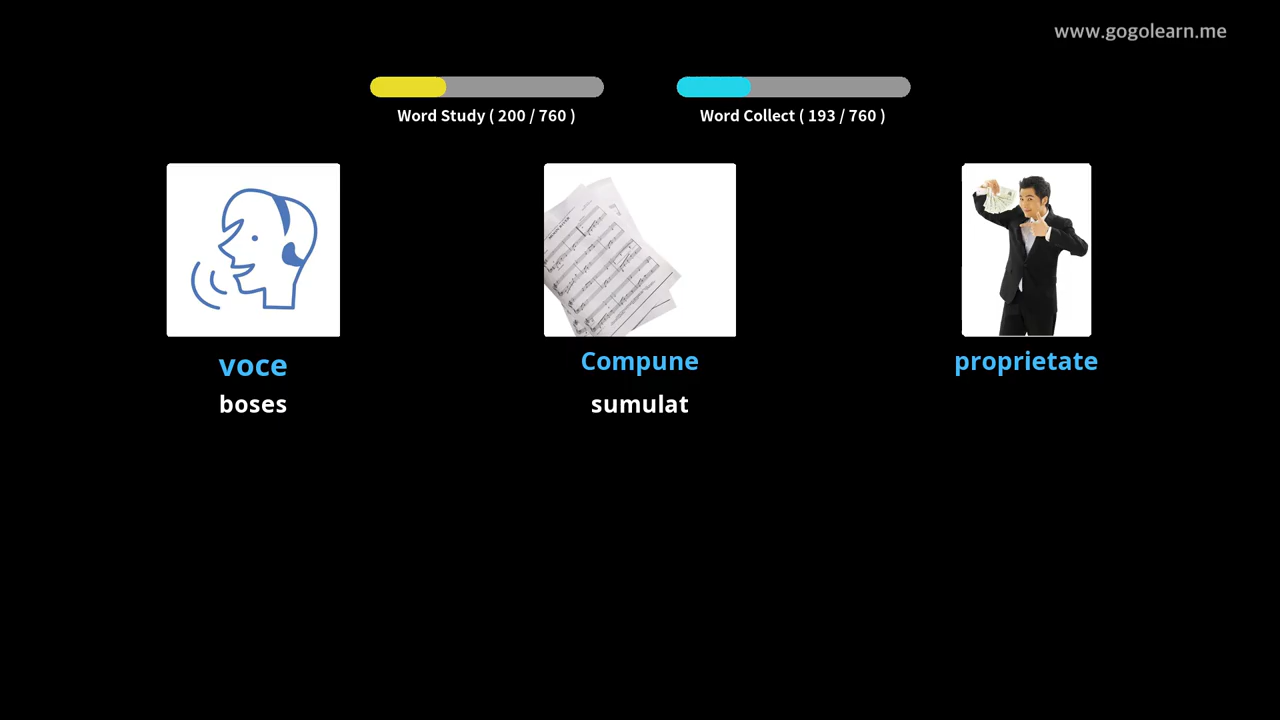 www.gogolearn.me
Word Study ( 200 / 760 )
Word Collect ( 193 / 760 )
voce
Compune
proprietate
boses
sumulat